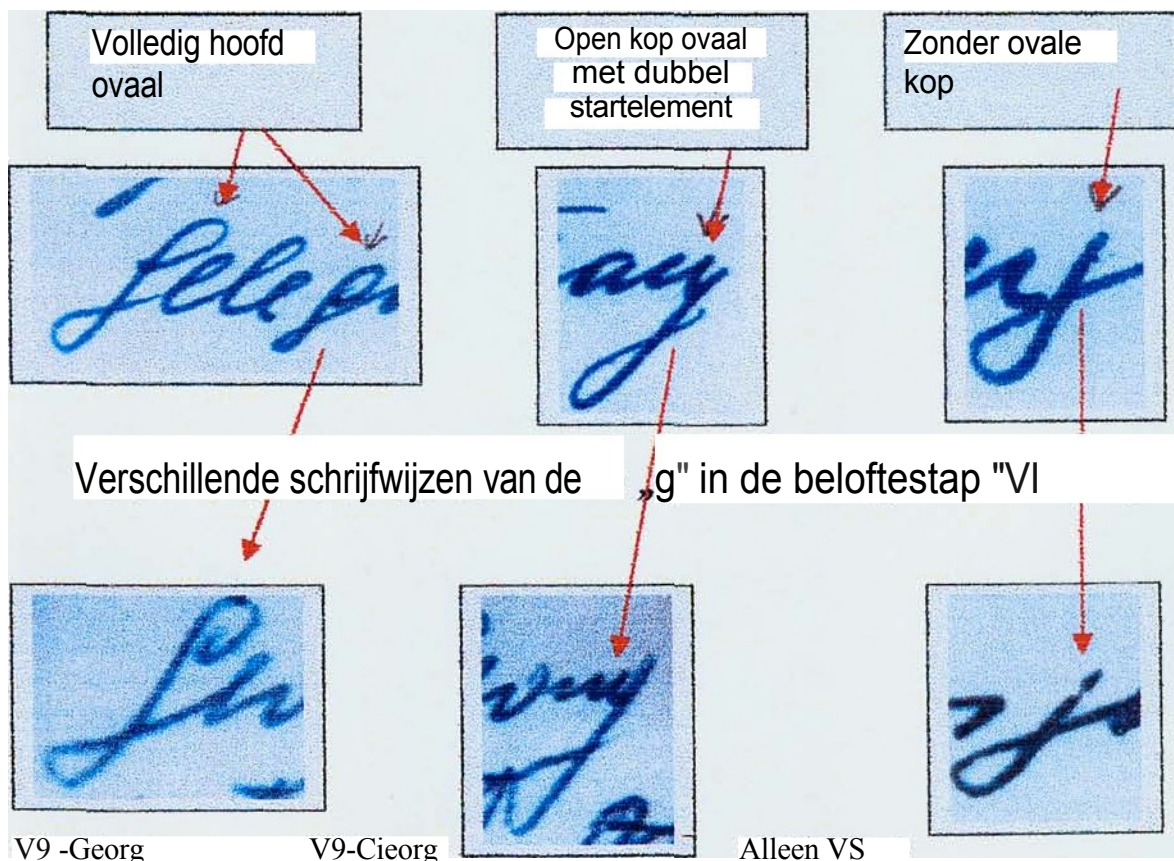 Volledig hoofd
ovaal
Open kop ovaal
met dubbel
startelement
Zonder ovale
kop
Verschillende schrijfwijzen van de „g" in de beloftestap "VI
V9 -Georg
V9-Cieorg
Alleen VS